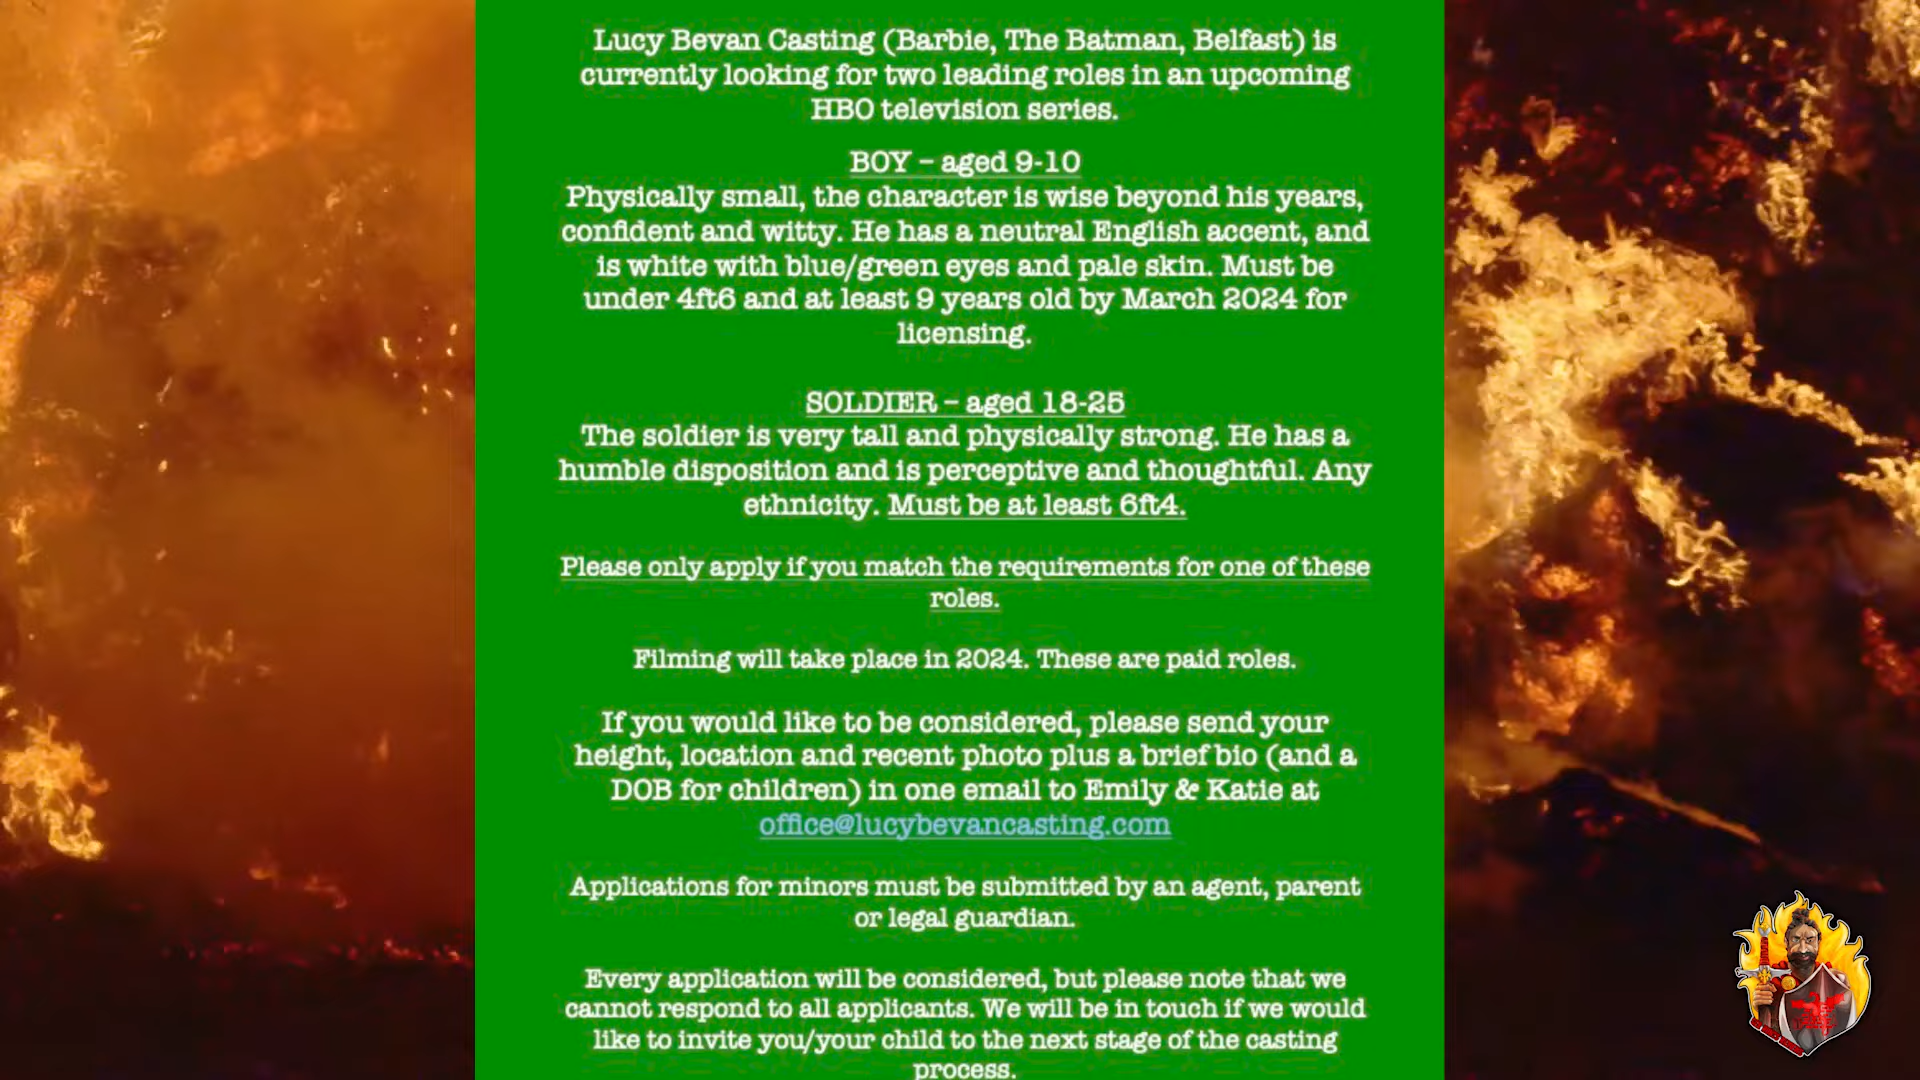 Lucy Bevan Casting (Barbie, The Batman, Belfast) is
currently looking for two leading roles in an upcoming
HBO television series.
BOY – aged 9-10
Physically small, the character is wise beyond his years,
confident and witty. He has a neutral English accent, and
is white with blue/green eyes and pale skin. Must be
under 4ft6 and at least 9 years old by March 2024 for
licensing.
SOLDIER – aged 18-25
The soldier is very tall and physically strong. He has a
humble disposition and is perceptive and thoughtful. Any
ethnicity. Must be at least 6ft4.
Please only apply if you match the requirements for one of these
roles.
Filming will take place in 2024. These are paid roles.
If you would like to be considered, please send your
height, location and recent photo plus a brief bio (and a
DOB for children) in one email to Emily & Katie at
office@lucybevancasting.com
Applications for minors must be submitted by an agent, parent
or legal guardian.
Every application will be considered, but please note that we
cannot respond to all applicants. We will be in touch if we would
like to invite you/your child to the next stage of the casting
process.